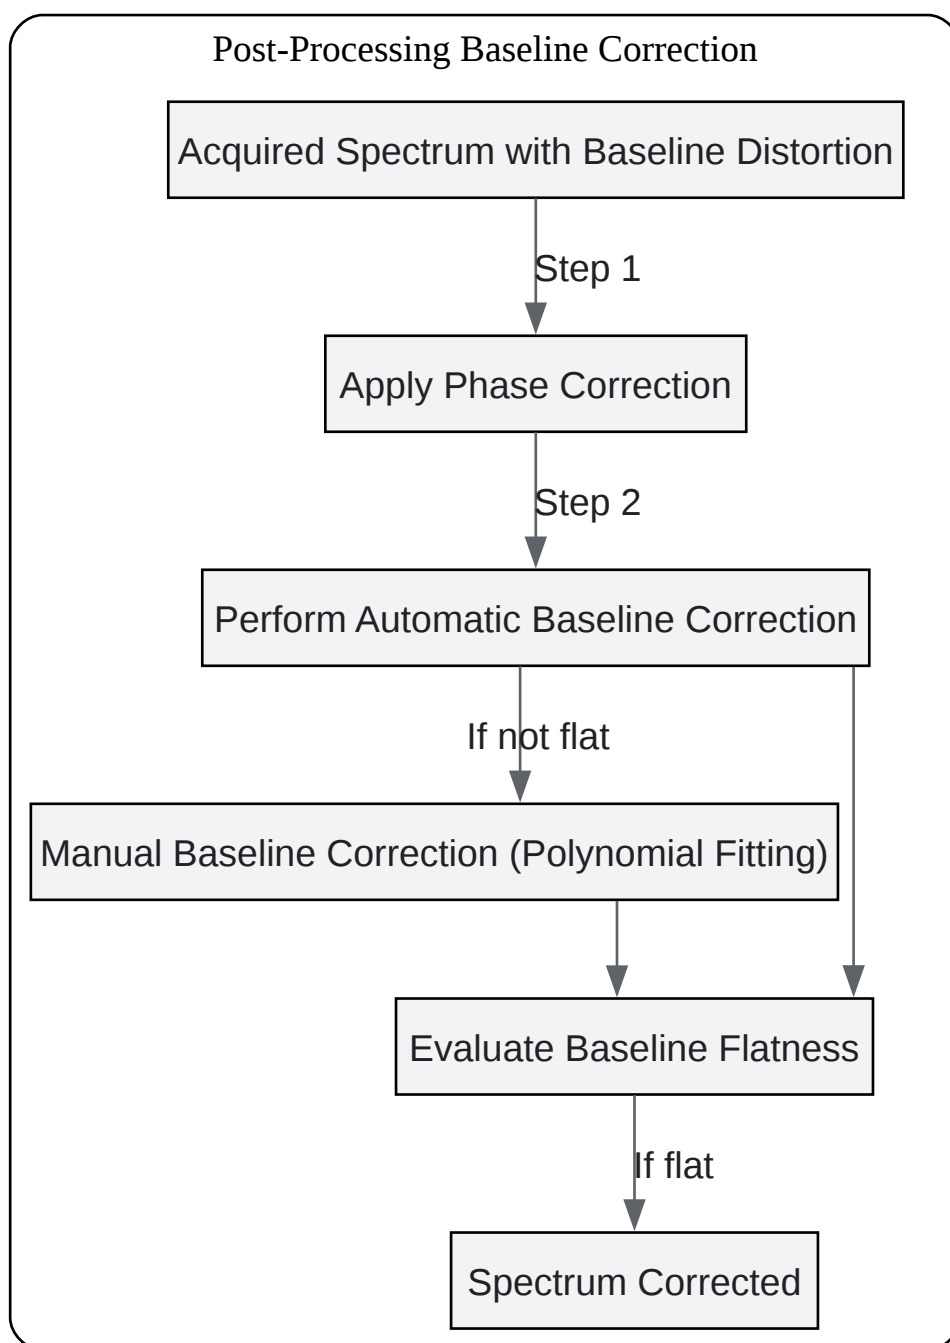 Post-Processing Baseline Correction
Acquired Spectrum with Baseline Distortion
Step 1
Apply Phase Correction
Step 2
Perform Automatic Baseline Correction
If not flat
Manual Baseline Correction (Polynomial Fitting)
Evaluate Baseline Flatness
If flat
Spectrum Corrected